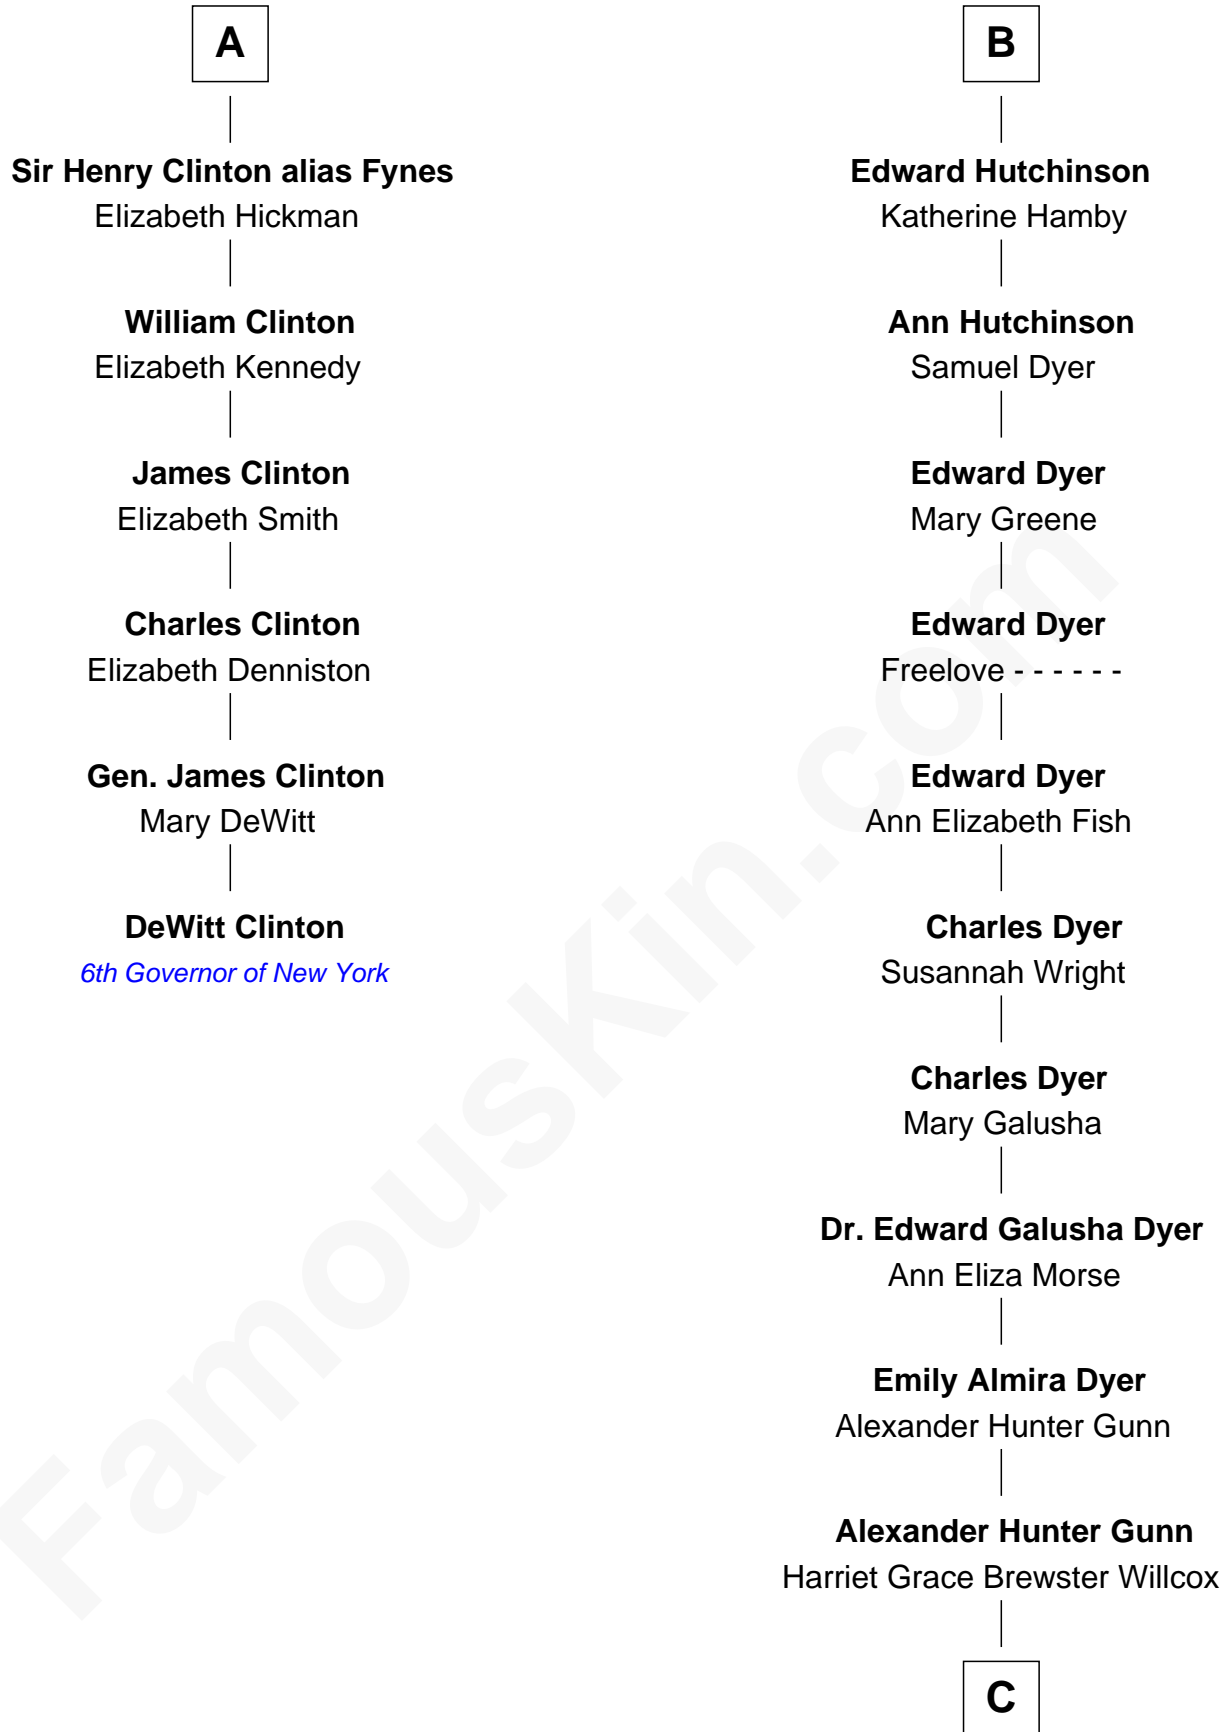 A
Sir Henry Clinton alias Fynes
Elizabeth Hickman
William Clinton
Elizabeth Kennedy
James Clinton
Elizabeth Smith
Charles Clinton
Elizabeth Denniston
Gen. James Clinton
Mary DeWitt
DeWitt Clinton
6th Governor of New York
B
Edward Hutchinson
Katherine Hamby
Ann Hutchinson
Samuel Dyer
Edward Dyer
Mary Greene
Edward Dyer
Freelove - - - - - -
Edward Dyer
Ann Elizabeth Fish
Charles Dyer
Susannah Wright
Charles Dyer
Mary Galusha
Dr. Edward Galusha Dyer
Ann Eliza Morse
Emily Almira Dyer
Alexander Hunter Gunn
Alexander Hunter Gunn
Harriet Grace Brewster Willcox
C
FamousKin.com